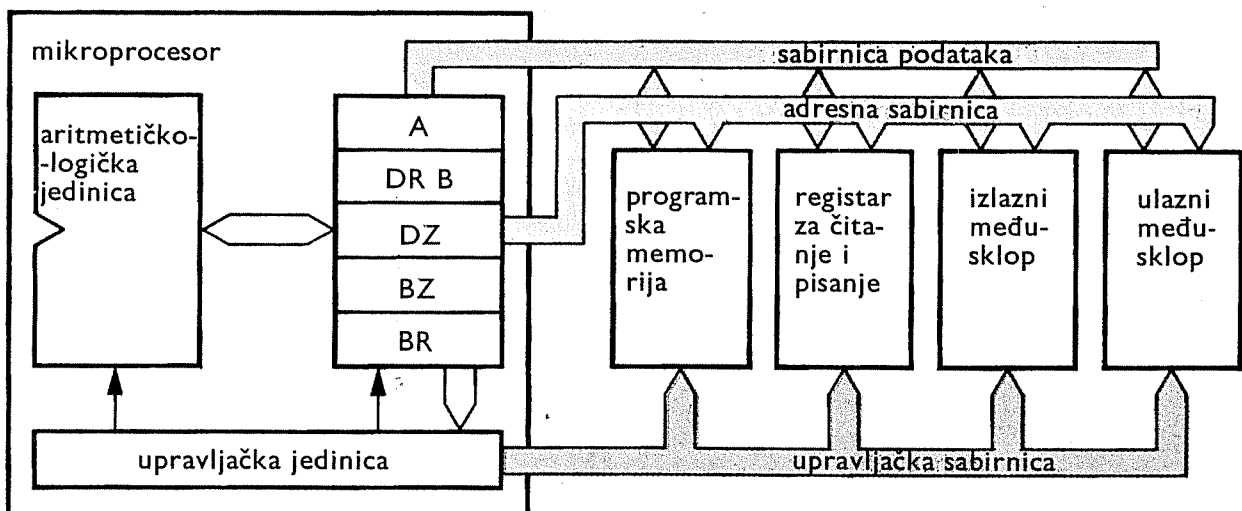 mikroprocesor
aritmetičko-
-logička
jedinica
A
DR B
DZ
BZ
BR
upravljačka jedinica
sabirnica podataka
adresna sabirnica
program-
ska
memo-
rija
registar
za čita-
nje i
pisanje
izlazni
među-
sklop
ulazni
među-
sklop
upravljačka sabirnica